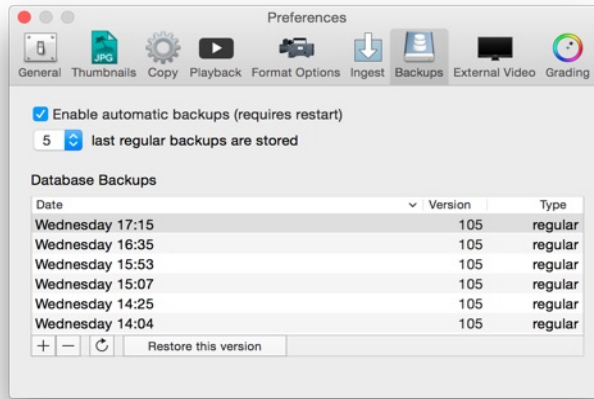 Preferences
JPG
General Thumbnails Copy Playback Format Options Ingest Backups External Video Grading
Enable automatic backups (requires restart)
5 last regular backups are stored
Database Backups
Date Version Type
Wednesday 17:15 105 regular
Wednesday 16:35 105 regular
Wednesday 15:53 105 regular
Wednesday 15:07 105 regular
Wednesday 14:25 105 regular
Wednesday 14:04 105 regular
Restore this version